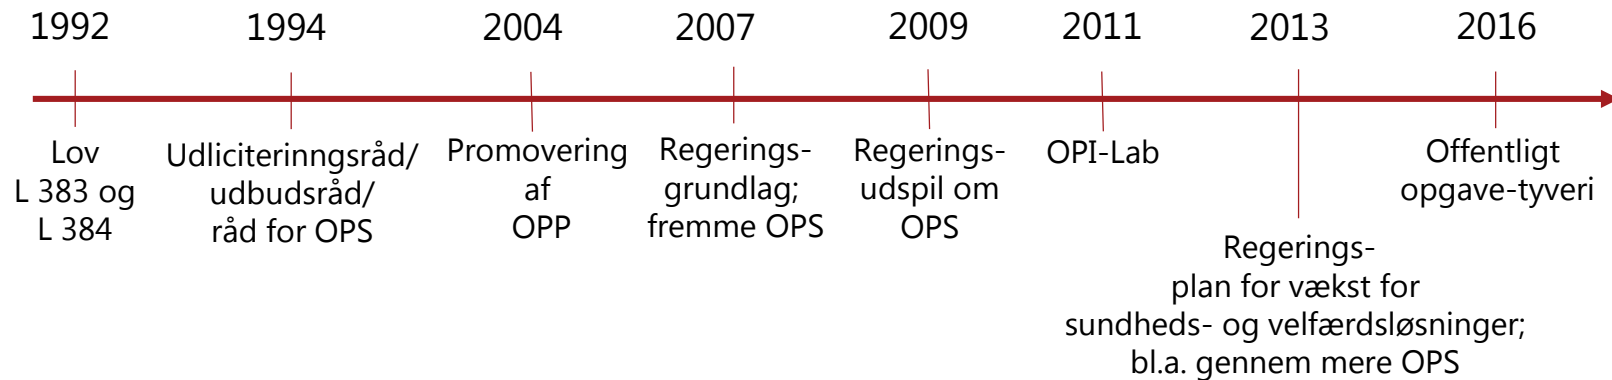 1992
1994
2004
2007
2009
2011
2013
2016
Lov
L 383 og
L 384
Udliciterinngsråd/
udbudsråd/
råd for OPS
Promovering
af
OPP
Regerings-
grundlag;
fremme OPS
Regerings-
udspil om
OPS
OPI-Lab
Regerings-
plan for vækst for
sundheds- og velfærdsløsninger;
bl.a. gennem mere OPS
Offentligt
opgave-tyveri